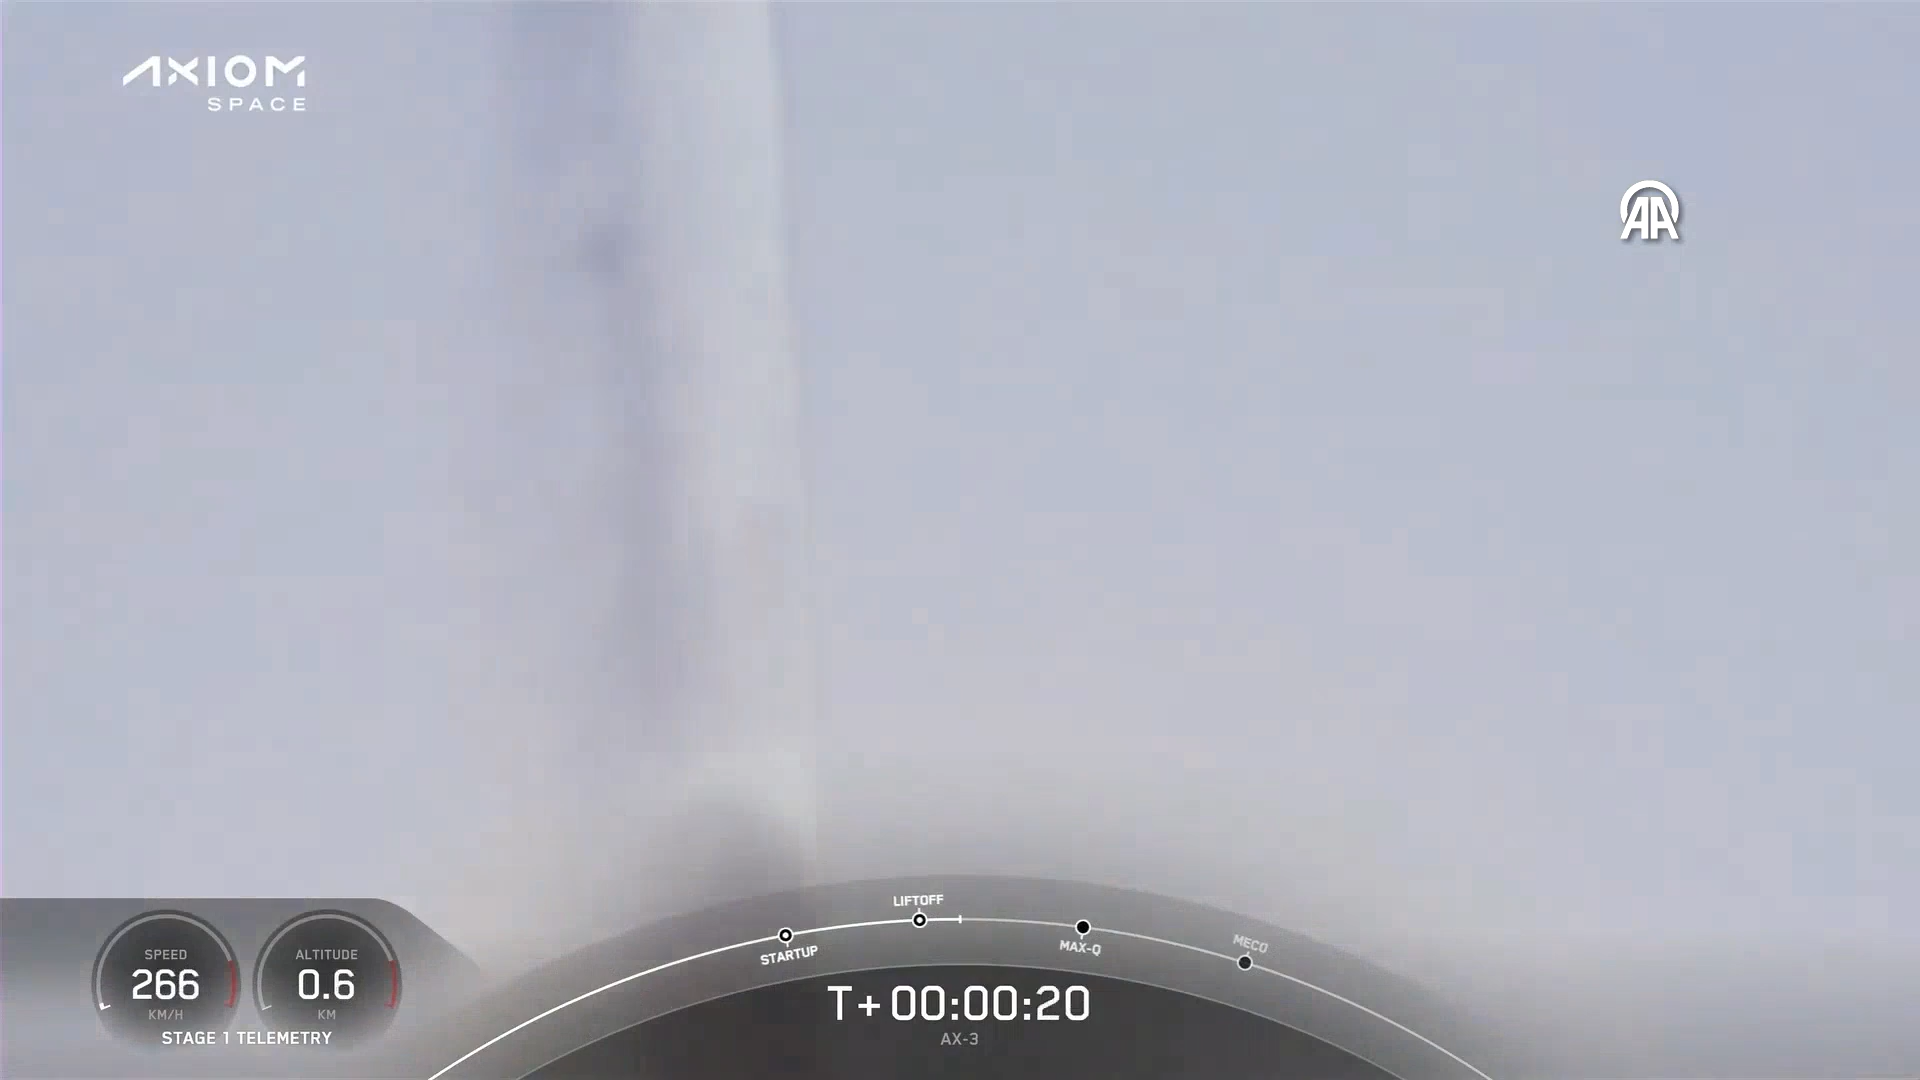 AXIOM
SPACE
AA
LIFTOFF
STARTUP
MAX-Q
MECO
SPEED
266
KM/H
ALTITUDE
0.6
KM
STAGE 1 TELEMETRY
T+00:00:20
AX-3